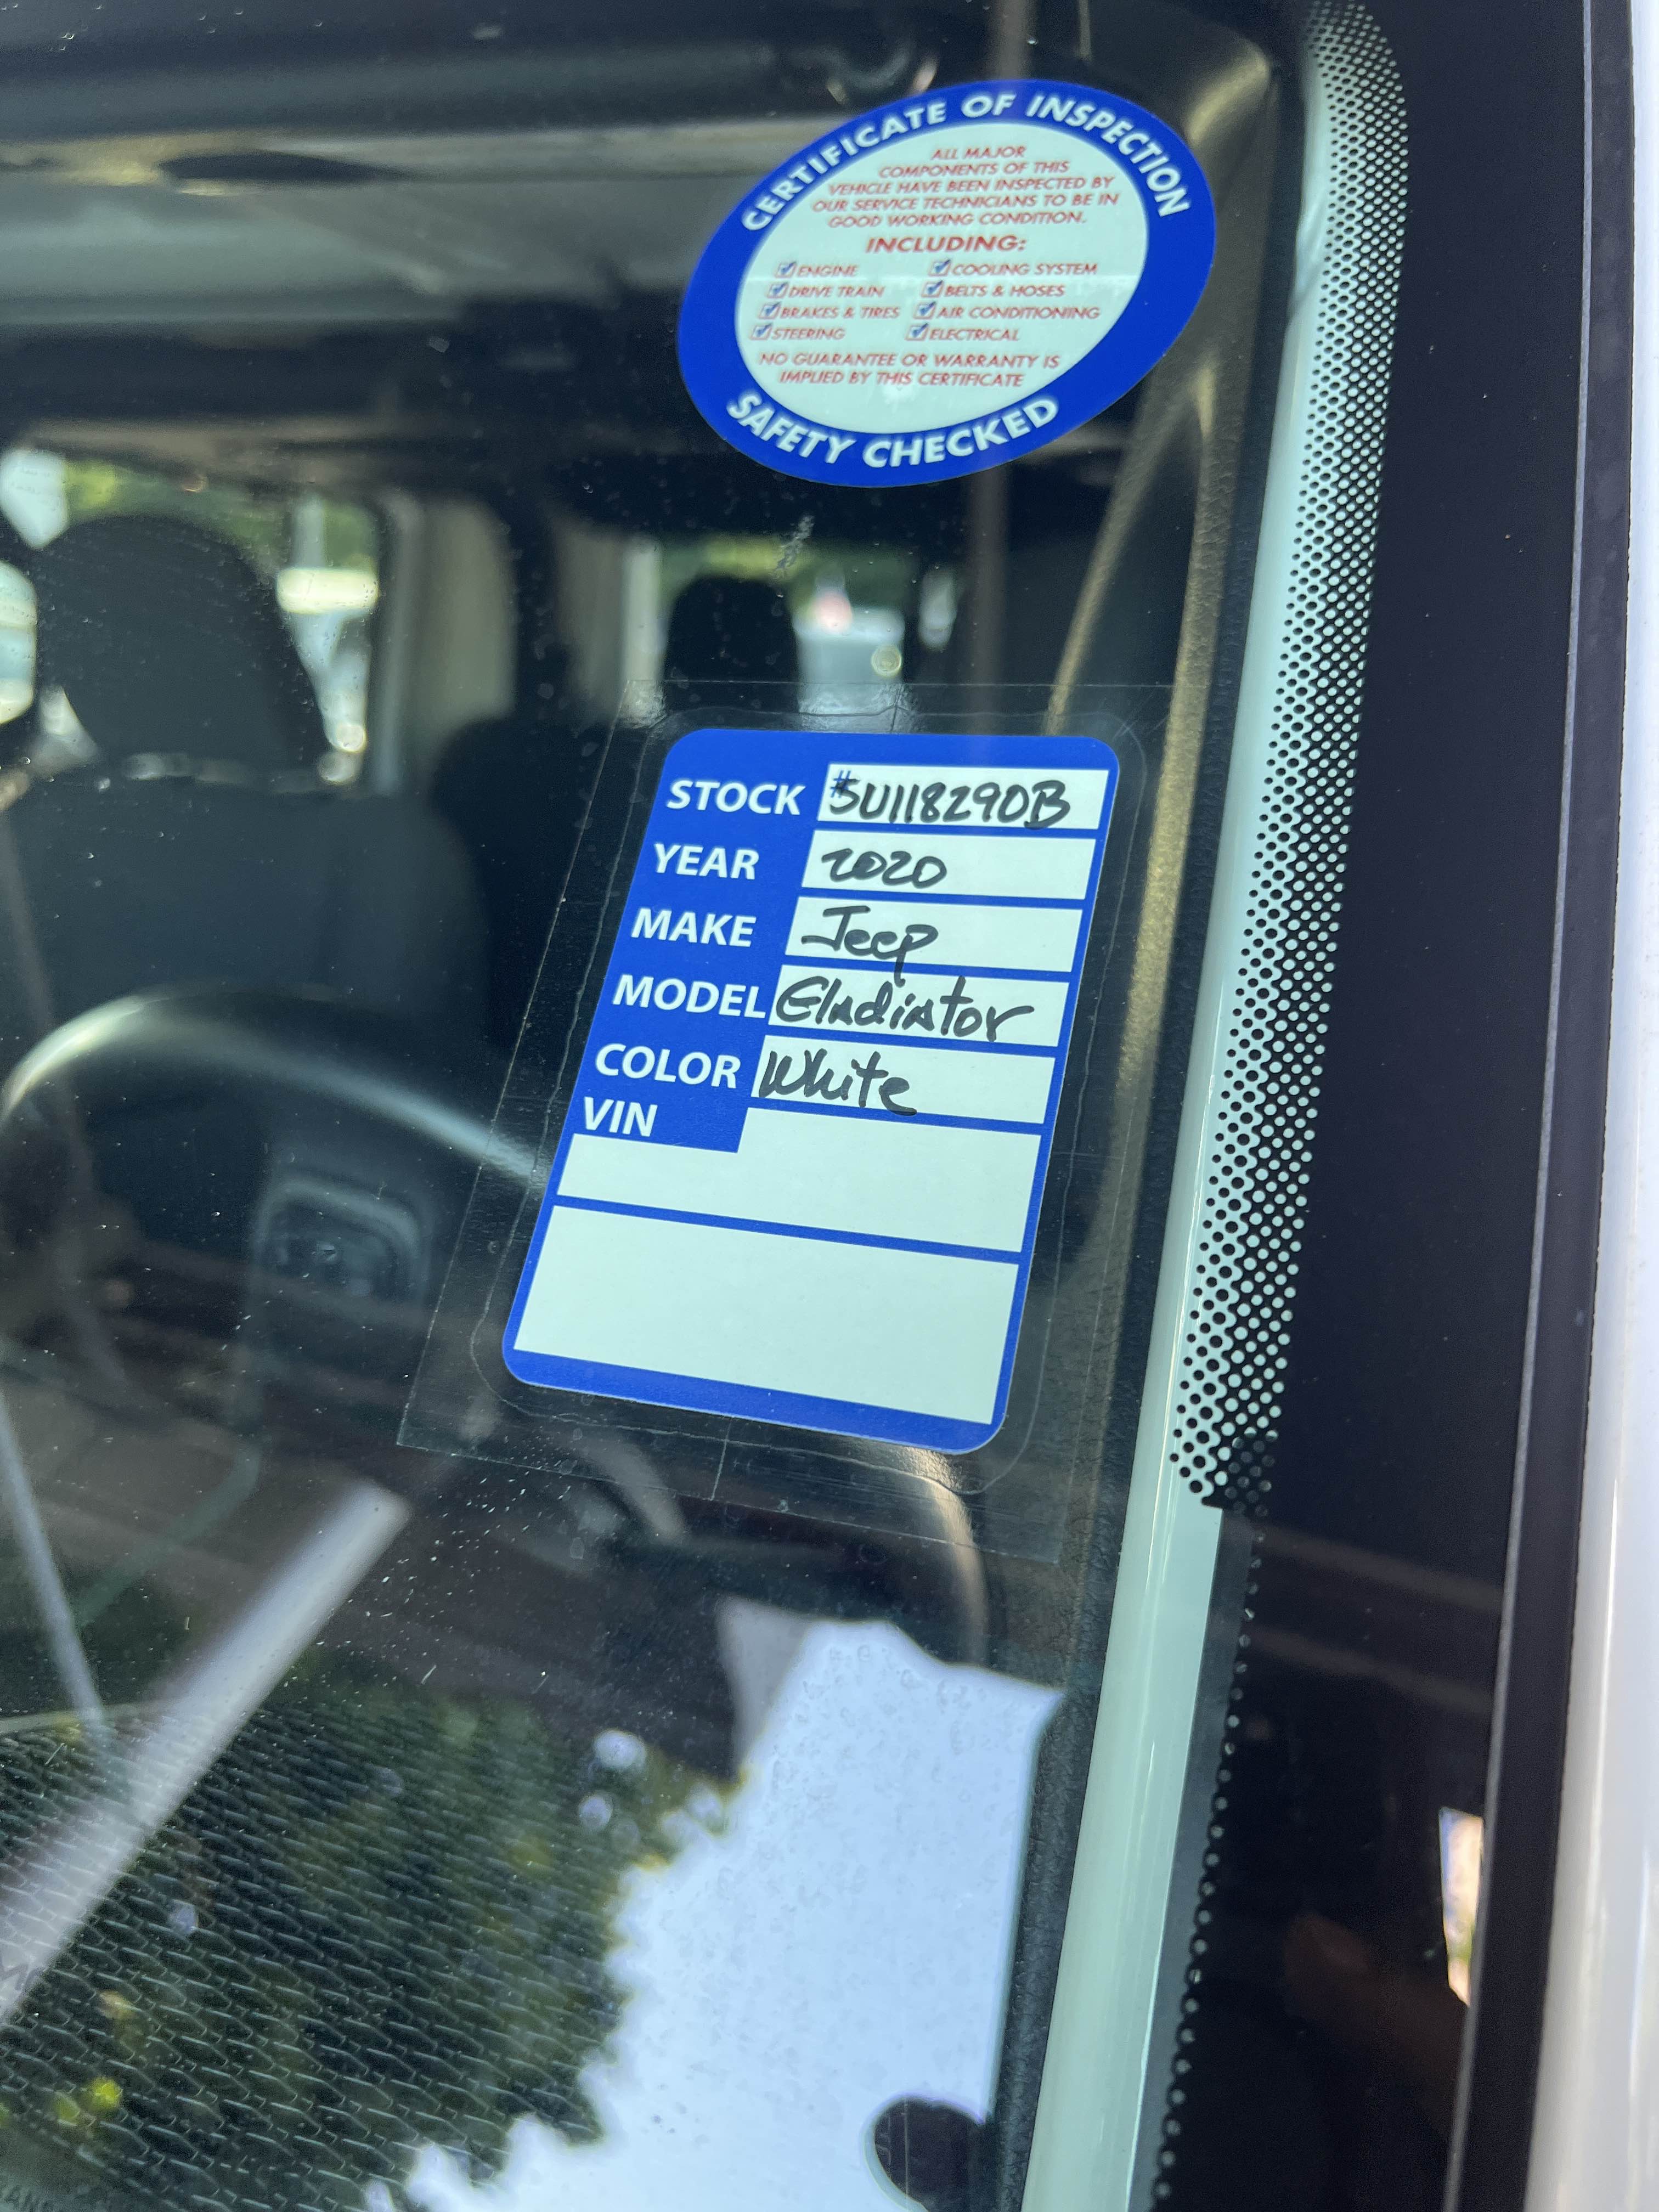 CERTIFICATE OF INSPECTION
ALL MAJOR
COMPONENTS OF THIS
VEHICLE HAVE BEEN INSPECTED BY
OUR SERVICE TECHNICIANS TO BE IN
GOOD WORKING CONDITION.
INCLUDING:
ENGINE COOLING SYSTEM
DRIVE TRAIN BELTS & HOSES
BRAKES & TIRES AIR CONDITIONING
STEERING ELECTRICAL
NO GUARANTEE OR WARRANTY IS
IMPLIED BY THIS CERTIFICATE
SAFETY CHECKED
STOCK #5U118290B
YEAR 2020
MAKE Jeep
MODEL Gladiator
COLOR White
VIN